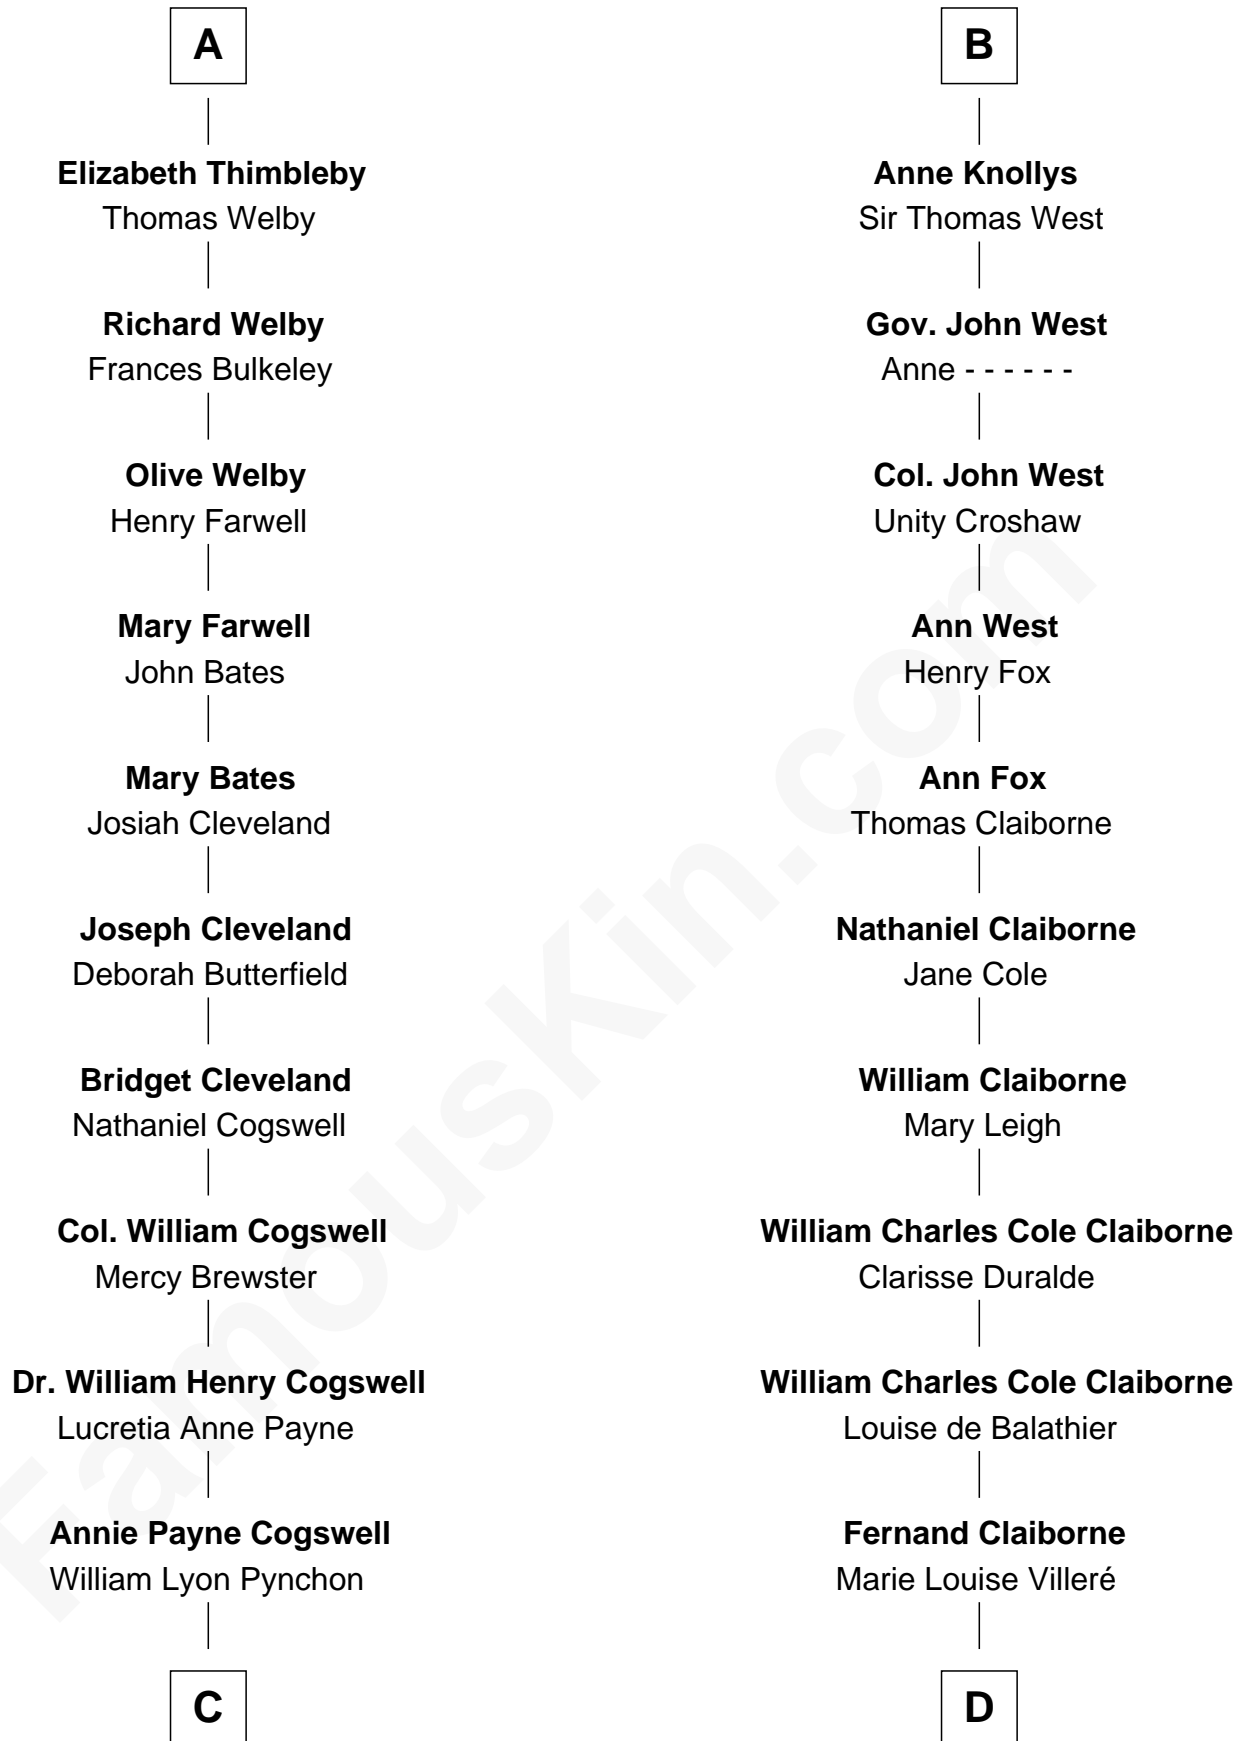 A
Elizabeth Thimbleby
Thomas Welby
Richard Welby
Frances Bulkeley
Olive Welby
Henry Farwell
Mary Farwell
John Bates
Mary Bates
Josiah Cleveland
Joseph Cleveland
Deborah Butterfield
Bridget Cleveland
Nathaniel Cogswell
Col. William Cogswell
Mercy Brewster
Dr. William Henry Cogswell
Lucretia Anne Payne
Annie Payne Cogswell
William Lyon Pynchon
C
B
Anne Knollys
Sir Thomas West
Gov. John West
Anne - - - - - -
Col. John West
Unity Croshaw
Ann West
Henry Fox
Ann Fox
Thomas Claiborne
Nathaniel Claiborne
Jane Cole
William Claiborne
Mary Leigh
William Charles Cole Claiborne
Clarisse Duralde
William Charles Cole Claiborne
Louise de Balathier
Fernand Claiborne
Marie Louise Villeré
D
FamousKin.com